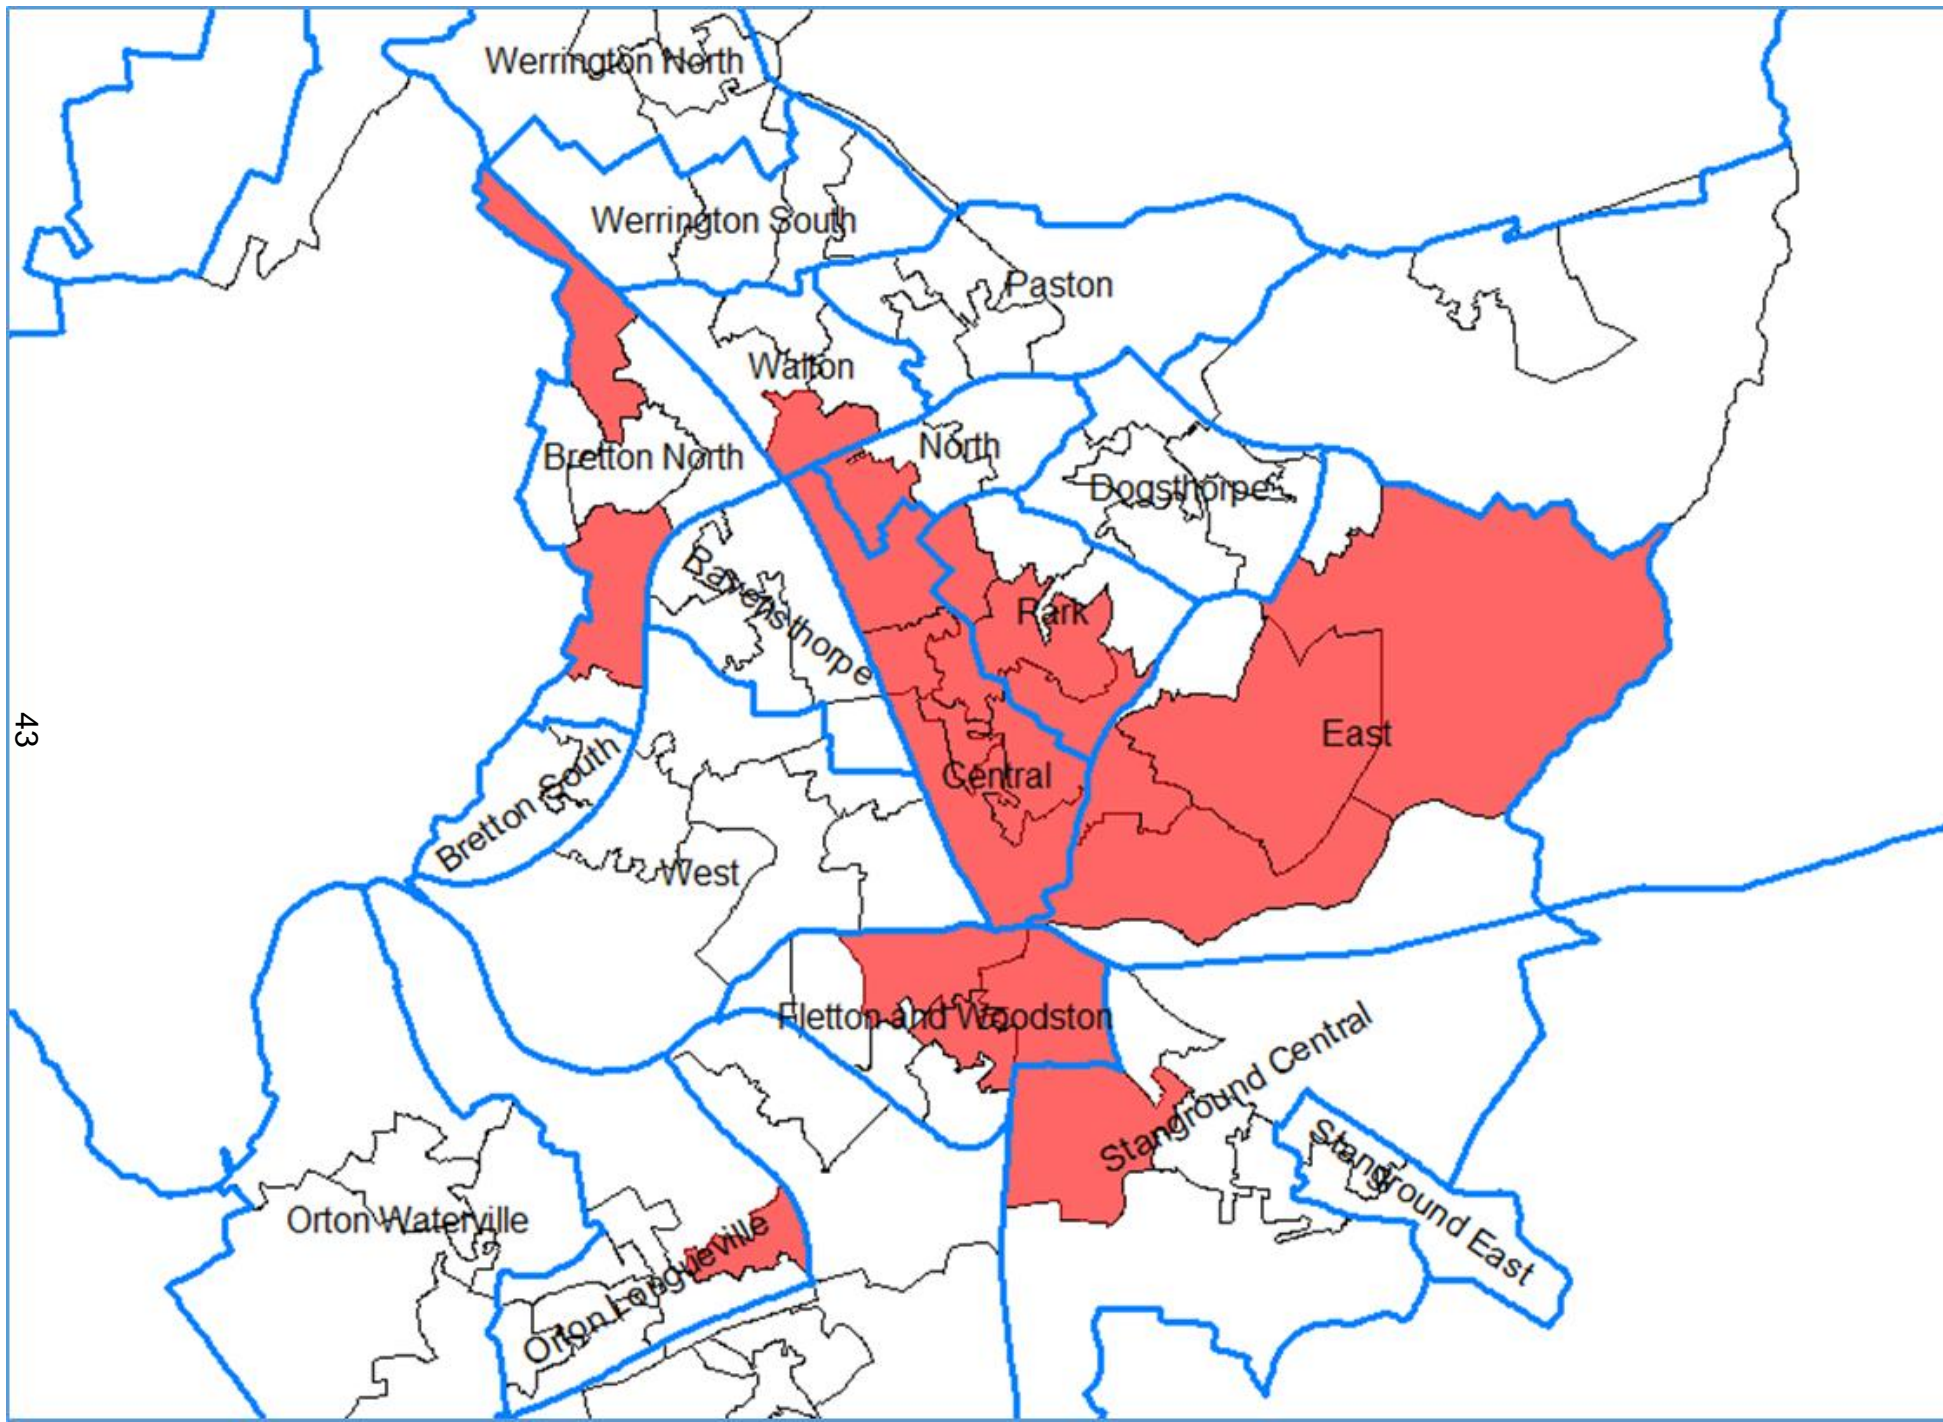 Werrington North
Werrington South
Paston
Walton
North
Bretton North
Dogsthorpe
Ravensthorpe
Park
43
East
Bretton South
Central
West
Fletton and Woodston
Stanground Central
Stanground East
Orton Waterville
Orton Longueville